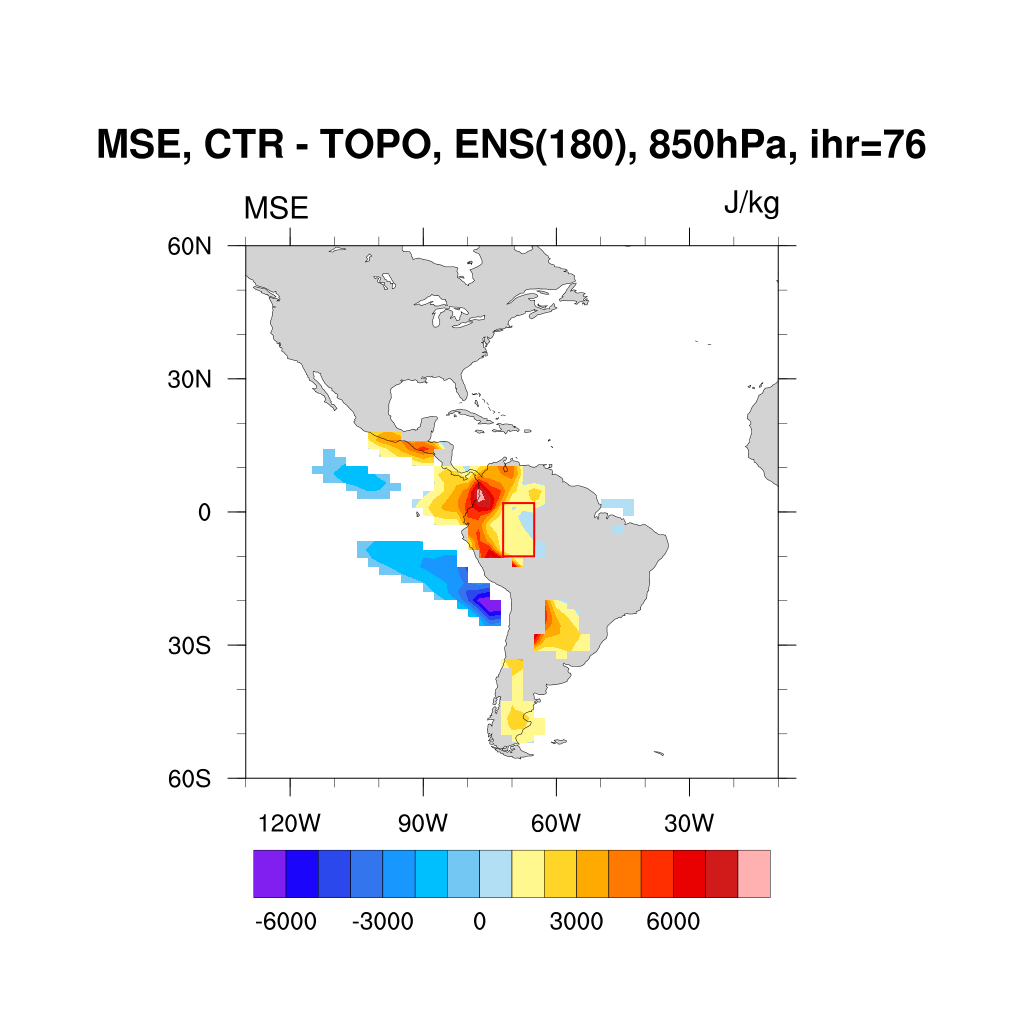 MSE, CTR - TOPO, ENS(180), 850hPa, ihr=76
MSE J/kg
60N
30N
0
30S
60S
120W 90W 60W 30W
-6000 -3000 0 3000 6000